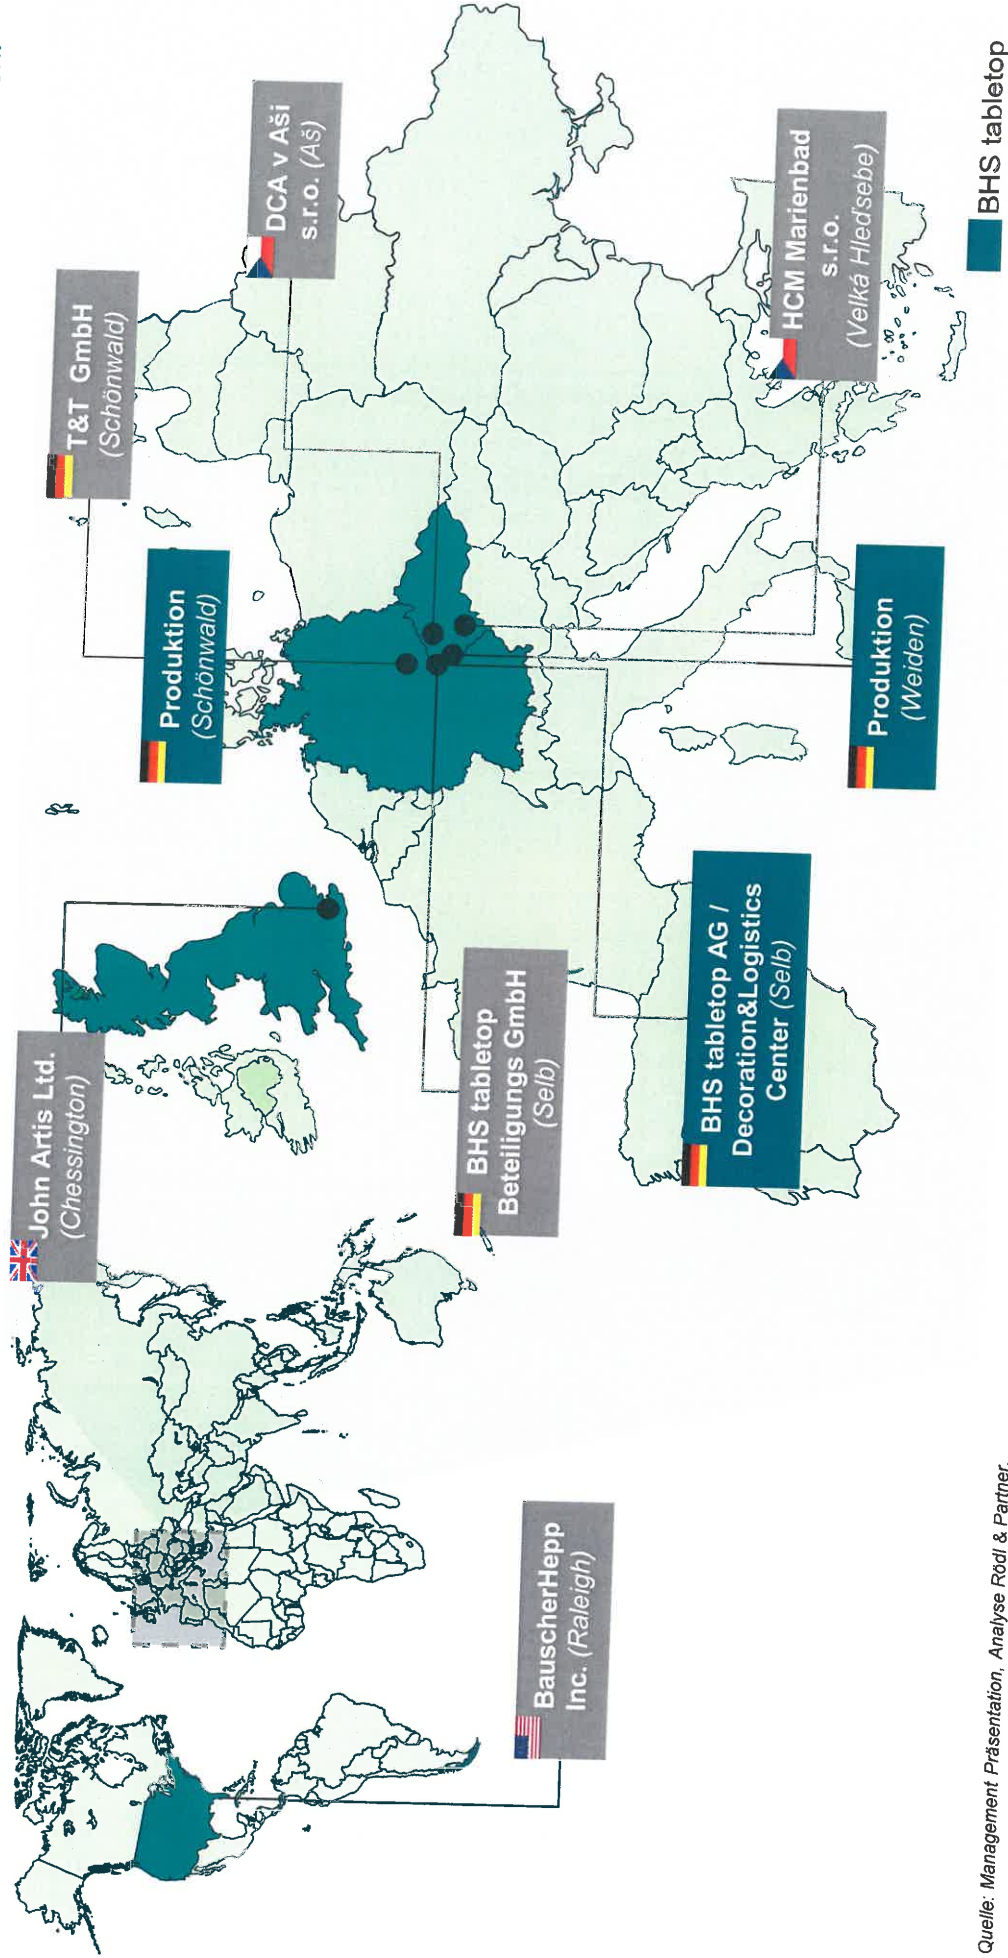 John Artis Ltd.
(Chessington)
T&T GmbH
(Schönwald)
Produktion
(Schönwald)
DCA v Aši
s.r.o. (Aš)
BHS tabletop
Beteiligungs GmbH
(Selb)
BauscherHepp
Inc. (Raleigh)
BHS tabletop AG /
Decoration&Logistics
Center (Selb)
Produktion
(Weiden)
HCM Marienbad
s.r.o.
(Velká Hleďsebe)
BHS tabletop
Quelle: Management Präsentation, Analyse Rödl & Partner.